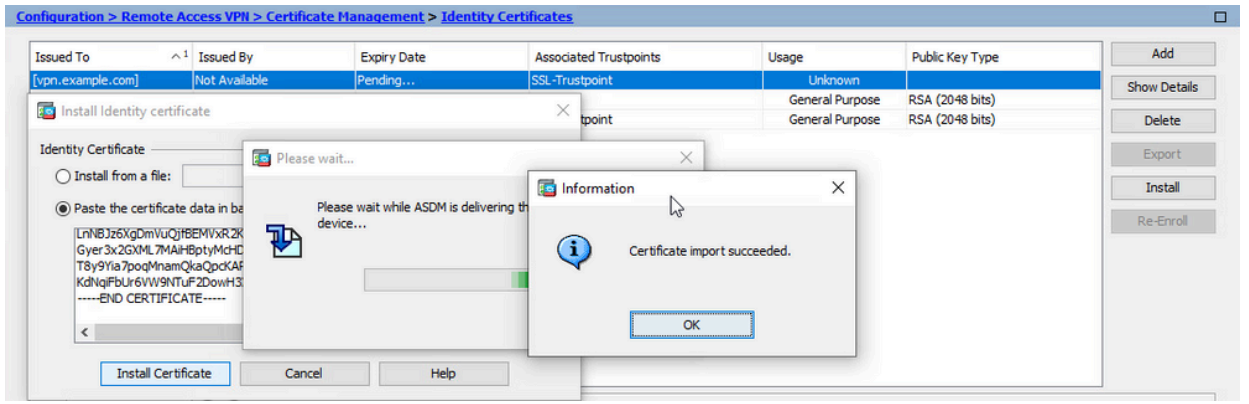 Configuration > Remote Access VPN > Certificate Management > Identity Certificates
Issued To 1 Issued By Expiry Date Associated Trustpoints Usage Public Key Type
[vpn.example.com] Not Available Pending... SSL-Trustpoint Unknown
General Purpose RSA (2048 bits)
tpoint General Purpose RSA (2048 bits)
Add
Show Details
Delete
Export
Install
Re-Enroll
Install Identity certificate
Identity Certificate
Install from a file:
Paste the certificate data in ba
-----END CERTIFICATE-----
Install Certificate Cancel Help
Please wait...
Please wait while ASDM is delivering th
device...
Information
Certificate import succeeded.
OK